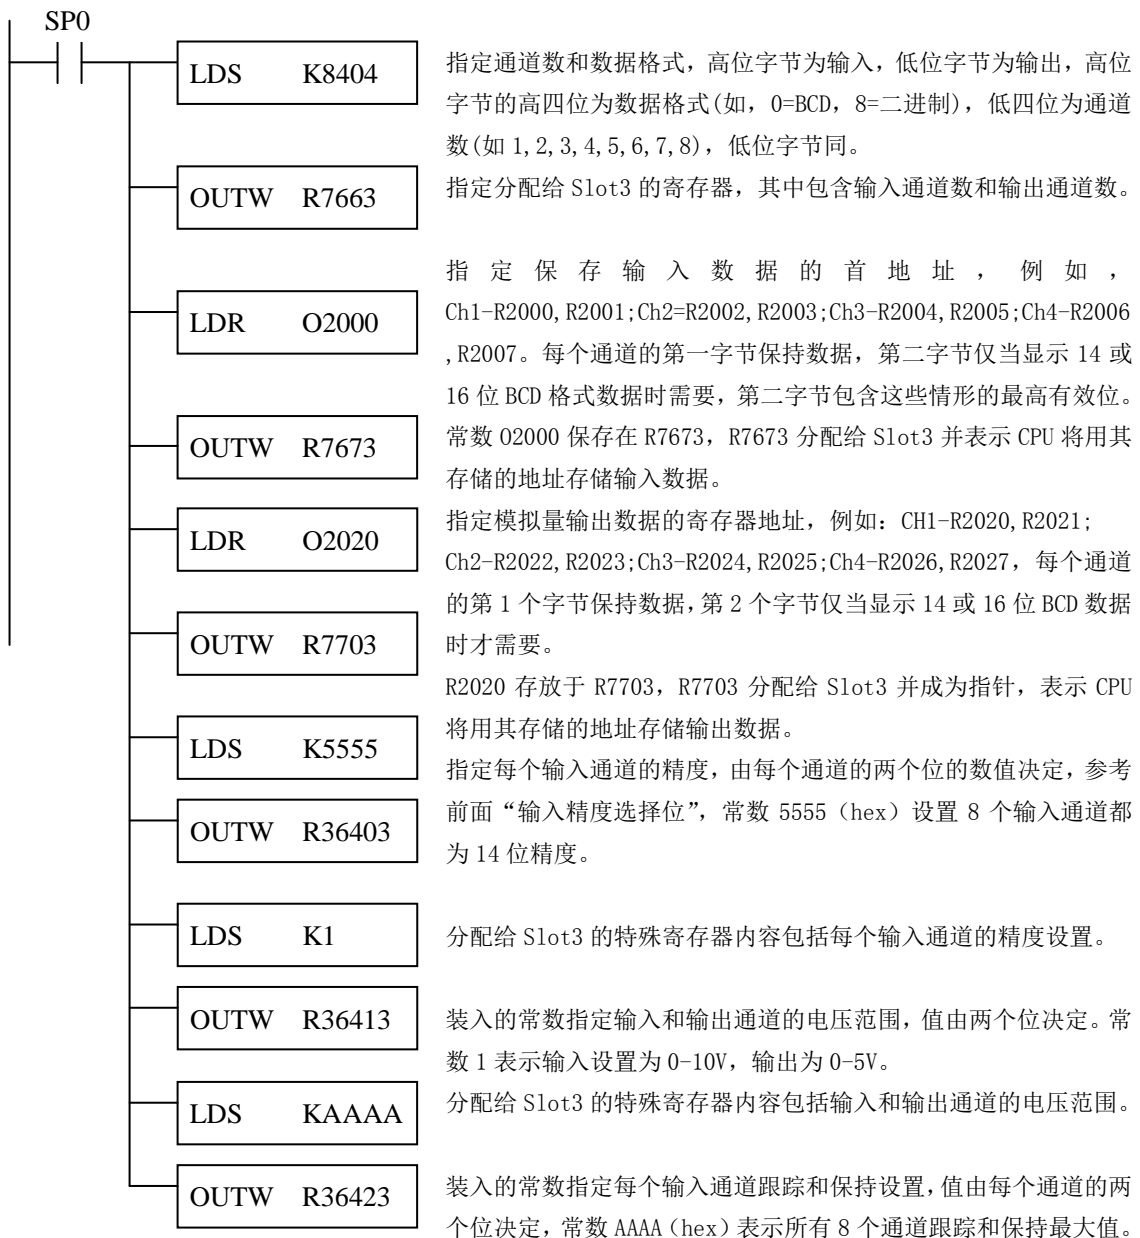 SP0
LDS K8404
指定通道数和数据格式，高位字节为输入，低位字节为输出，高位
字节的高四位为数据格式(如，0=BCD，8=二进制)，低四位为通道
数(如 1,2,3,4,5,6,7,8)，低位字节同。
OUTW R7663
指定分配给 Slot3 的寄存器，其中包含输入通道数和输出通道数。
指定保存输入数据的首地址，例如，
LDR O2000
Ch1-R2000,R2001;Ch2=R2002,R2003;Ch3-R2004,R2005;Ch4-R2006
,R2007。每个通道的第一字节保持数据，第二字节仅当显示 14 或
16 位 BCD 格式数据时需要，第二字节包含这些情形的最高有效位。
OUTW R7673
常数 O2000 保存在 R7673，R7673 分配给 Slot3 并表示 CPU 将用其
存储的地址存储输入数据。
LDR O2020
指定模拟量输出数据的寄存器地址，例如：CH1-R2020,R2021;
Ch2-R2022,R2023;Ch3-R2024,R2025;Ch4-R2026,R2027，每个通道
的第 1 个字节保持数据，第 2 个字节仅当显示 14 或 16 位 BCD 数据
OUTW R7703
时才需要。
R2020 存放于 R7703，R7703 分配给 Slot3 并成为指针，表示 CPU
将用其存储的地址存储输出数据。
LDS K5555
指定每个输入通道的精度，由每个通道的两个位的数值决定，参考
前面“输入精度选择位”，常数 5555（hex）设置 8 个输入通道都
OUTW R36403
为 14 位精度。
LDS K1
分配给 Slot3 的特殊寄存器内容包括每个输入通道的精度设置。
OUTW R36413
装入的常数指定输入和输出通道的电压范围，值由两个位决定。常
数 1 表示输入设置为 0-10V，输出为 0-5V。
LDS KAAAA
分配给 Slot3 的特殊寄存器内容包括输入和输出通道的电压范围。
OUTW R36423
装入的常数指定每个输入通道跟踪和保持设置，值由每个通道的两
个位决定，常数 AAAA（hex）表示所有 8 个通道跟踪和保持最大值。